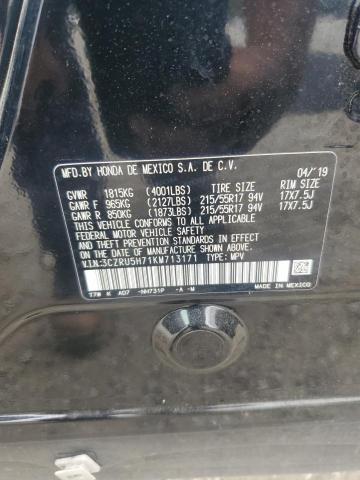 MFD.BY HONDA DE MEXICO S.A. DE C.V. 04/'19
GVWR 1815KG (4001LBS) RIM SIZE
GAWR F 965KG (2127LBS) 215/55R17 94V 17X7.5J
GAWR R 850KG (1873LBS) 215/55R17 94V 17X7.5J
THIS VEHICLE CONFORMS TO ALL APPLICABLE
FEDERAL MOTOR VEHICLE SAFETY AND THEFT PREVENTION
STANDARDS IN EFFECT ON THE DATE OF MANUFACTURE SHOWN ABOVE.
V.I.N:3CZRU5H71KM713171 TYPE: MPV
T7W K AD7 -NH731P -A -M
MADE
IN MEXICO